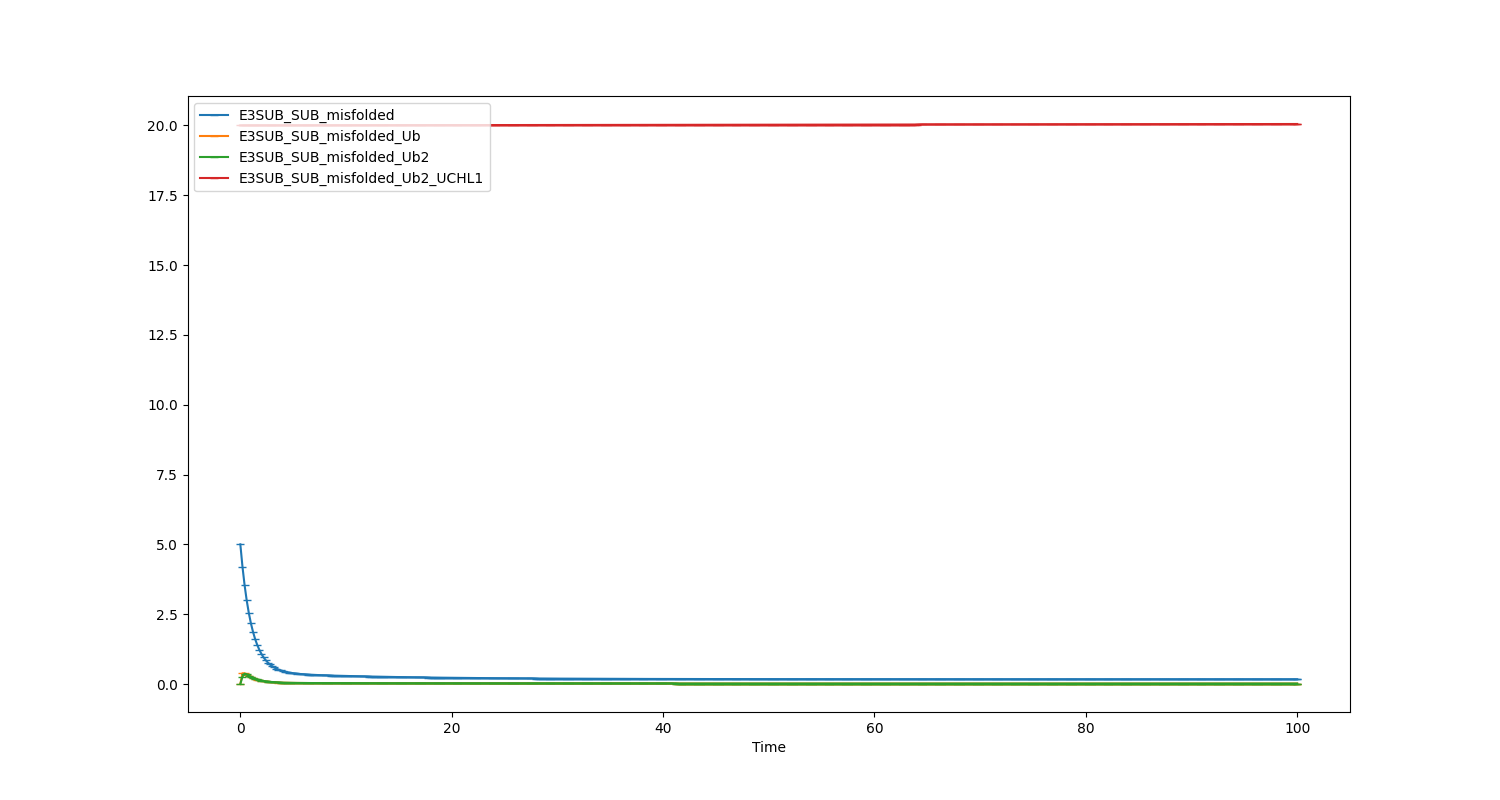 E3SUB_SUB_misfolded
E3SUB_SUB_misfolded_Ub
E3SUB_SUB_misfolded_Ub2
E3SUB_SUB_misfolded_Ub2_UCHL1
20.0
17.5
15.0
12.5
10.0
7.5
5.0
2.5
0.0
0 20 40 60 80 100
Time